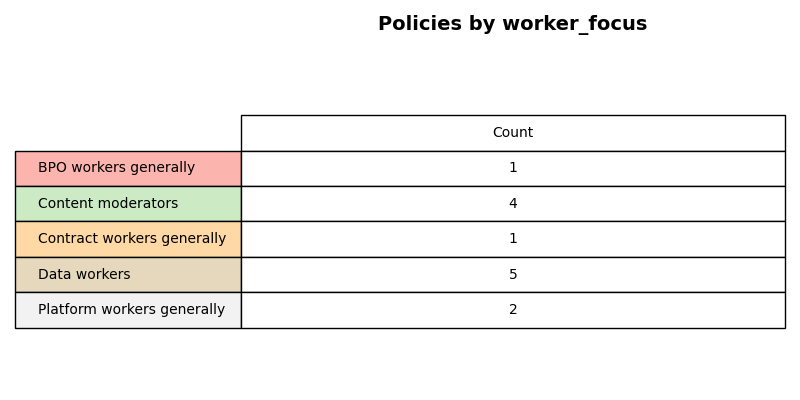 Policies by worker_focus
Count
BPO workers generally 1
Content moderators 4
Contract workers generally 1
Data workers 5
Platform workers generally 2